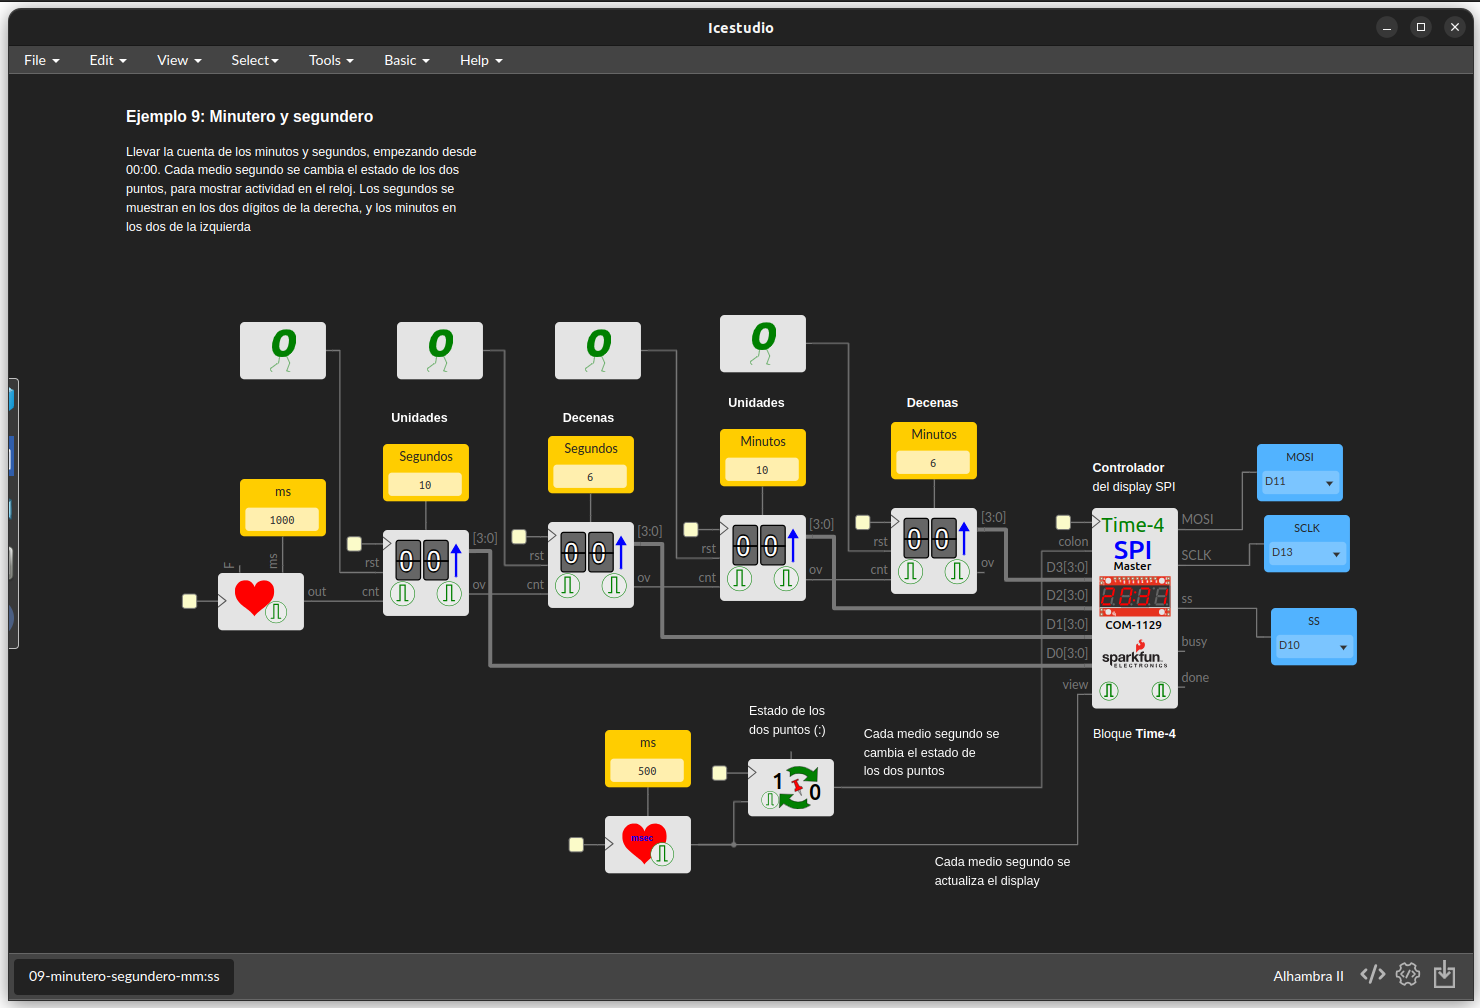 Icestudio
File Edit View Select Tools Basic Help
Ejemplo 9: Minutero y segundero
Llevar la cuenta de los minutos y segundos, empezando desde
00:00. Cada medio segundo se cambia el estado de los dos
puntos, para mostrar actividad en el reloj. Los segundos se
muestran en los dos dígitos de la derecha, y los minutos en
los dos de la izquierda
0
0
0
0
Unidades
Segundos
10
Decenas
Segundos
6
Unidades
Minutos
10
Decenas
Minutos
6
ms
1000
F
ms
out
rst
cnt
00
[3:0]
ov
rst
cnt
00
[3:0]
ov
rst
cnt
00
[3:0]
ov
rst
cnt
00
[3:0]
ov
Controlador
del display SPI
colon
D3[3:0]
D2[3:0]
D1[3:0]
D0[3:0]
view
Time-4
SPI
Master
COM-1129
sparkfun
ELECTRONICS
MOSI
SCLK
ss
busy
done
Bloque Time-4
MOSI
D11
SCLK
D13
SS
D10
Estado de los
dos puntos (:)
1
0
Cada medio segundo se
cambia el estado de
los dos puntos
ms
500
msec
Cada medio segundo se
actualiza el display
09-minutero-segundero-mm:ss
Alhambra II